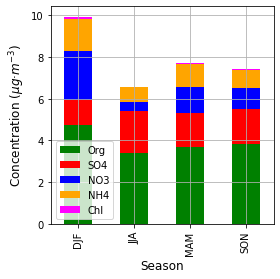 10
8
6
4
2
0
Concentration (μg·m⁻³)
Org
SO4
NO3
NH4
Chl
DJF
JJA
MAM
SON
Season